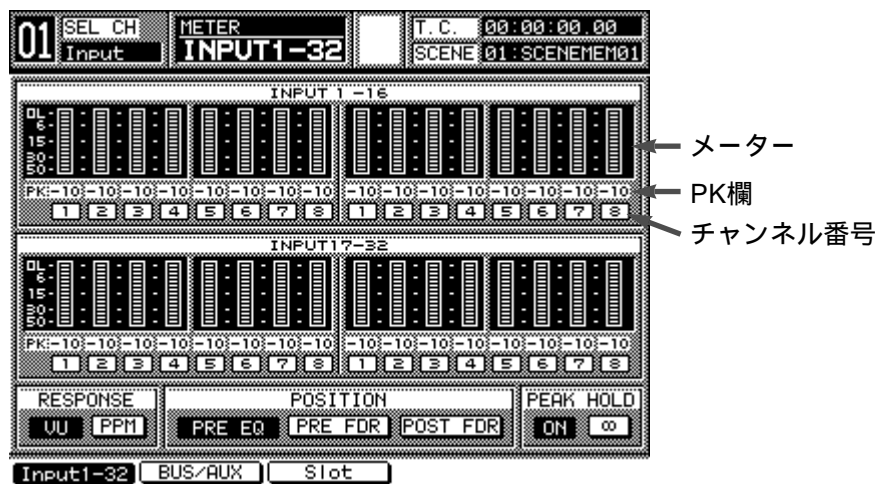 01 SEL CH Input METER INPUT1-32 T.C. 00:00:00.00
SCENE 01:SCENEMEM01
INPUT 1 -16
OL
6
15
30
50
メーター
PK -10 -10 -10 -10 -10 -10 -10 -10 -10 -10 -10 -10 -10 -10 -10 -10
PK欄
1 2 3 4 5 6 7 8 1 2 3 4 5 6 7 8
チャンネル番号
INPUT17-32
OL
6
15
30
50
PK -10 -10 -10 -10 -10 -10 -10 -10 -10 -10 -10 -10 -10 -10 -10 -10
1 2 3 4 5 6 7 8 1 2 3 4 5 6 7 8
RESPONSE POSITION PEAK HOLD
VU PPM PRE EQ PRE FDR POST FDR ON ∞
Input1-32 BUS/AUX Slot